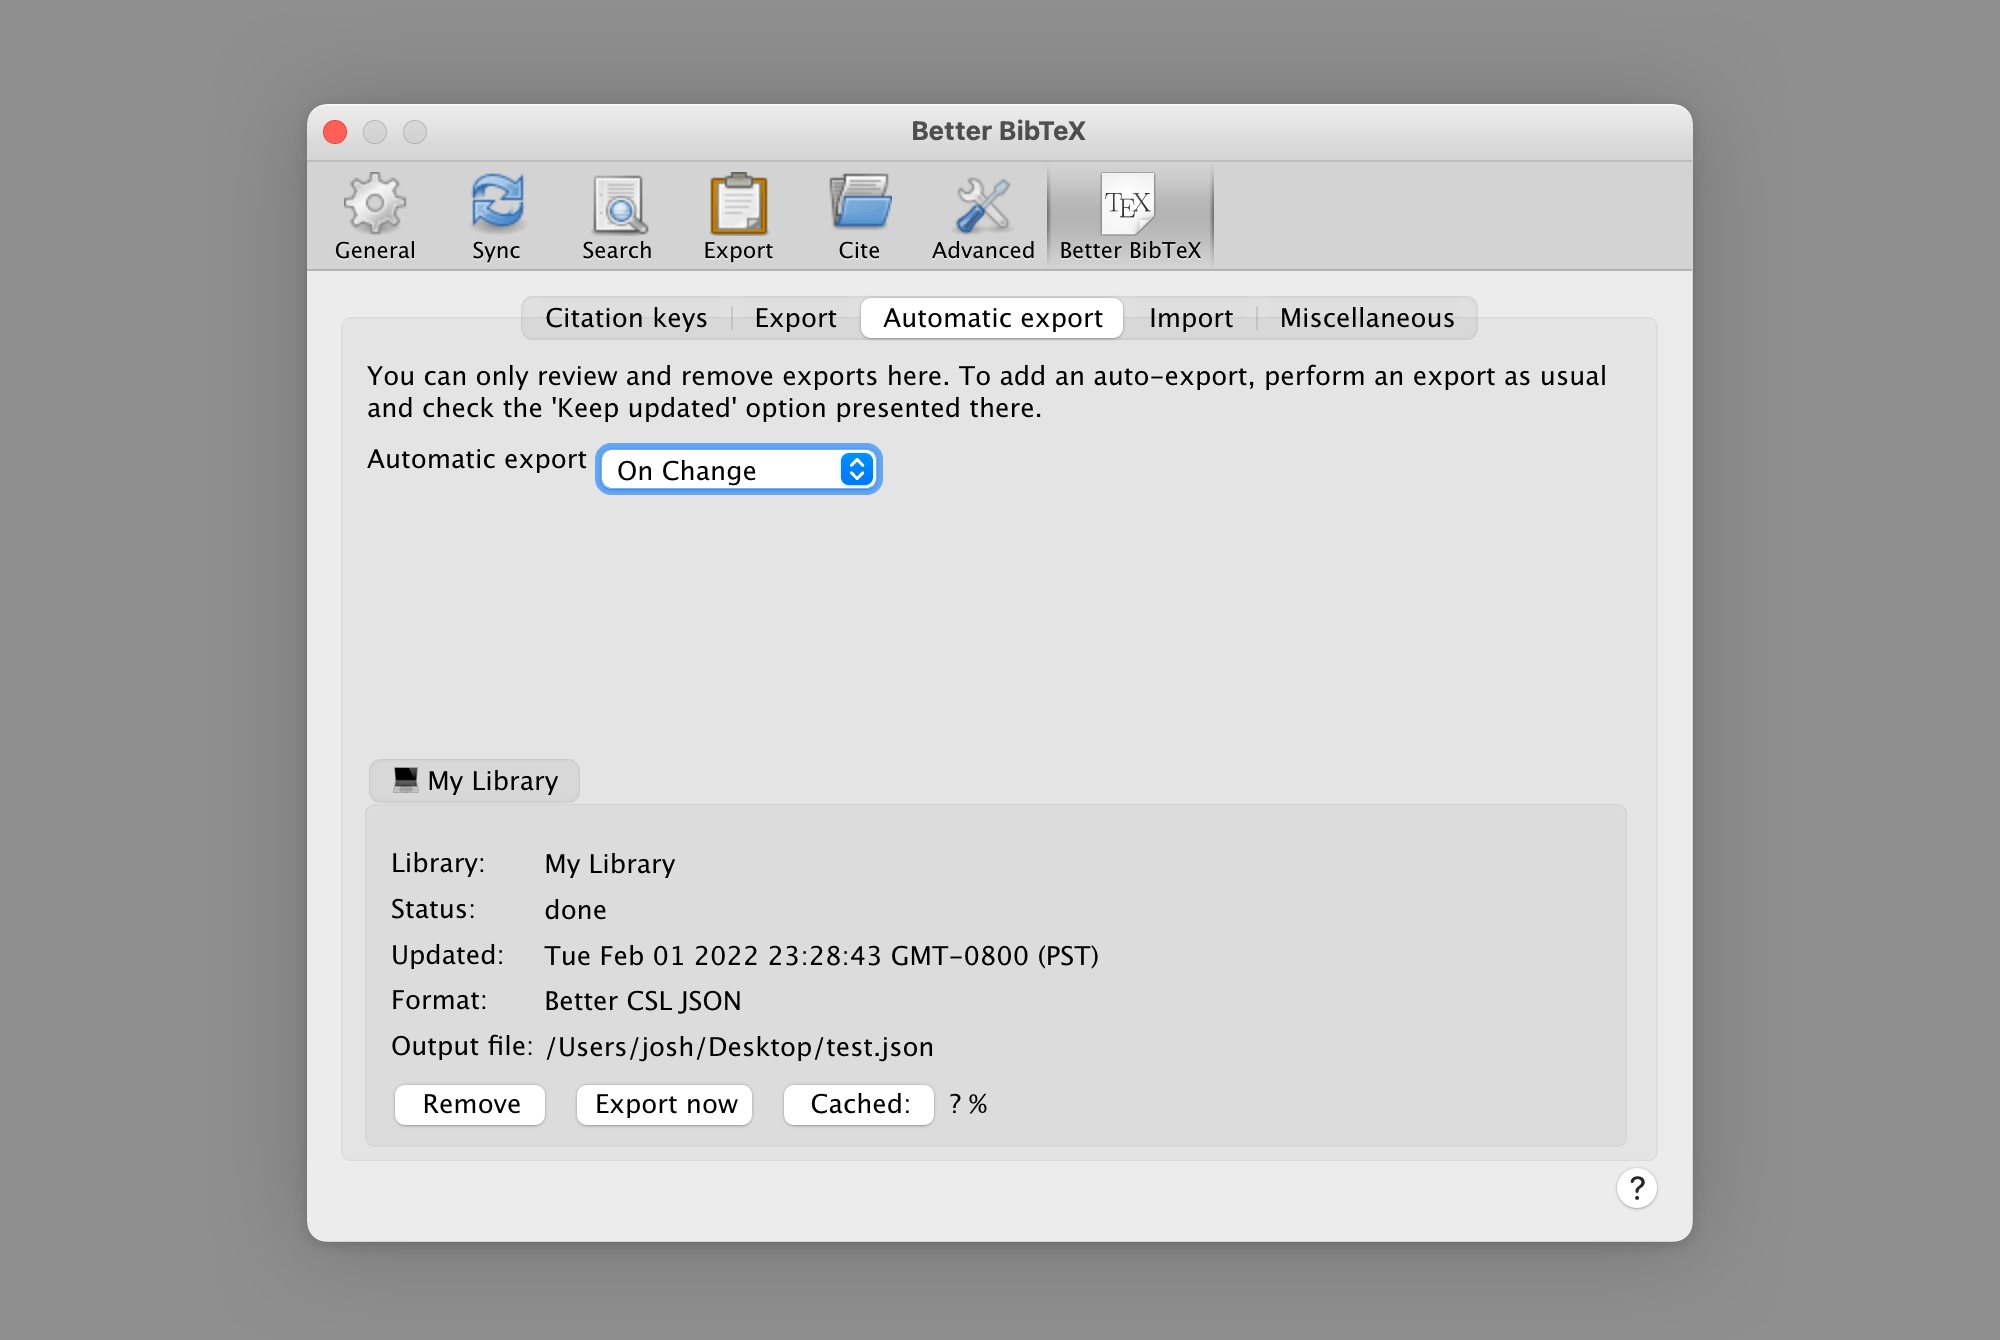 Better BibTeX
General
Sync
Search
Export
Cite
Advanced
TEX
Better BibTeX
Citation keys
Export
Automatic export
Import
Miscellaneous
You can only review and remove exports here. To add an auto-export, perform an export as usual
and check the 'Keep updated' option presented there.
Automatic export
On Change
My Library
Library: My Library
Status: done
Updated: Tue Feb 01 2022 23:28:43 GMT-0800 (PST)
Format: Better CSL JSON
Output file: /Users/josh/Desktop/test.json
Remove
Export now
Cached: ? %
?